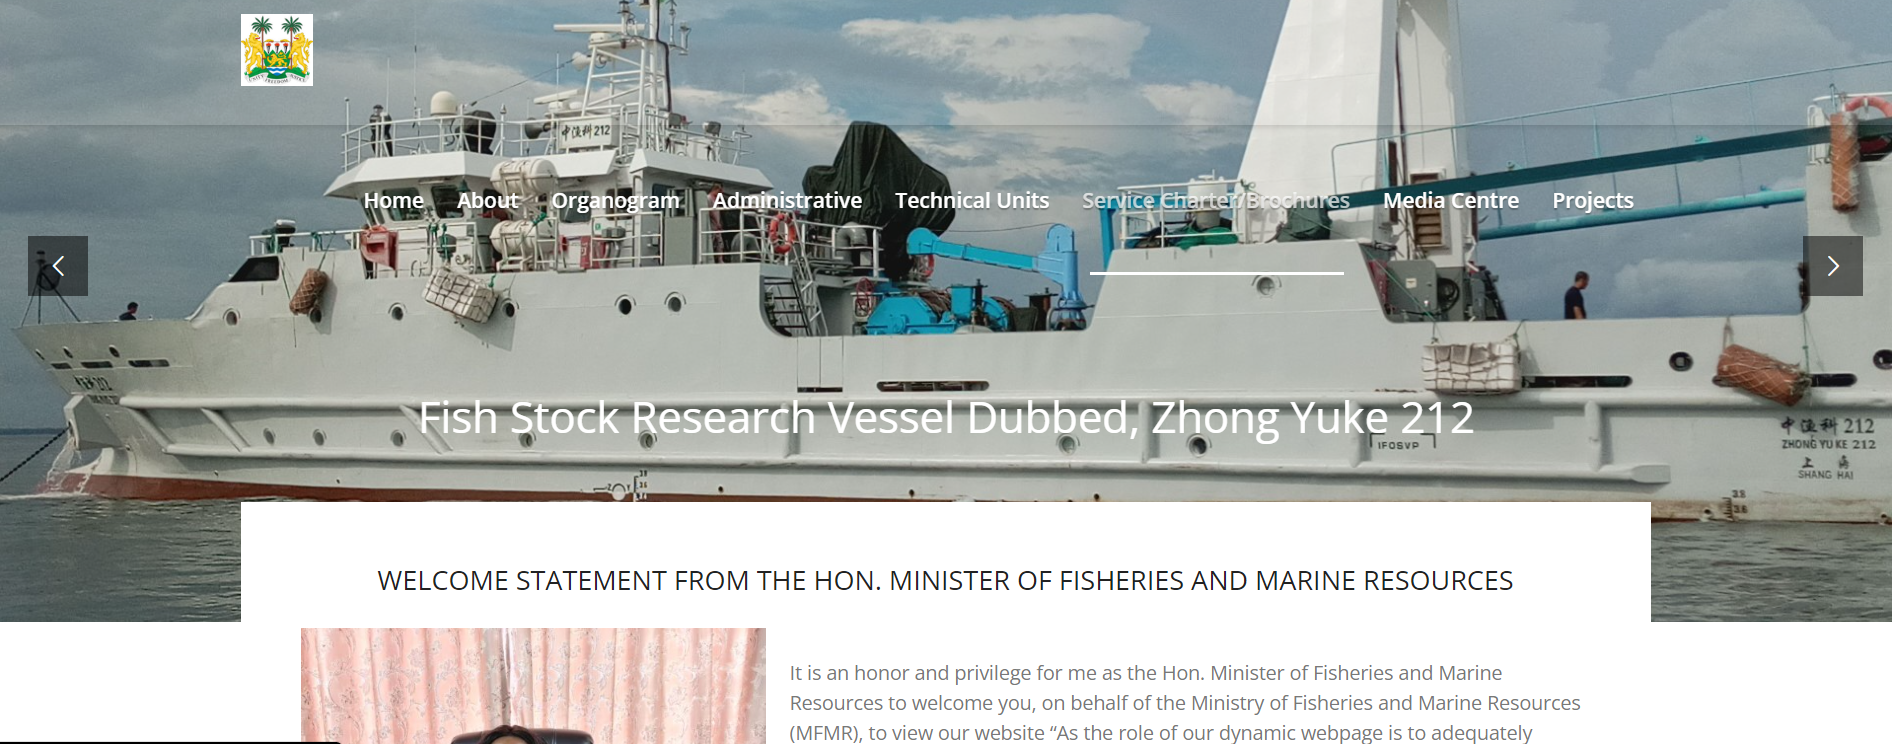 中渔科 212
Home
About
Organogram
Administrative
Technical Units
Service Charter/Brochures
Media Centre
Projects
Fish Stock Research Vessel Dubbed, Zhong Yuke 212
IFOSVP
中渔科 212
ZHONG YU KE 212
上海
SHANG HAI
WELCOME STATEMENT FROM THE HON. MINISTER OF FISHERIES AND MARINE RESOURCES
It is an honor and privilege for me as the Hon. Minister of Fisheries and Marine
Resources to welcome you, on behalf of the Ministry of Fisheries and Marine Resources
(MFMR), to view our website “As the role of our dynamic webpage is to adequately